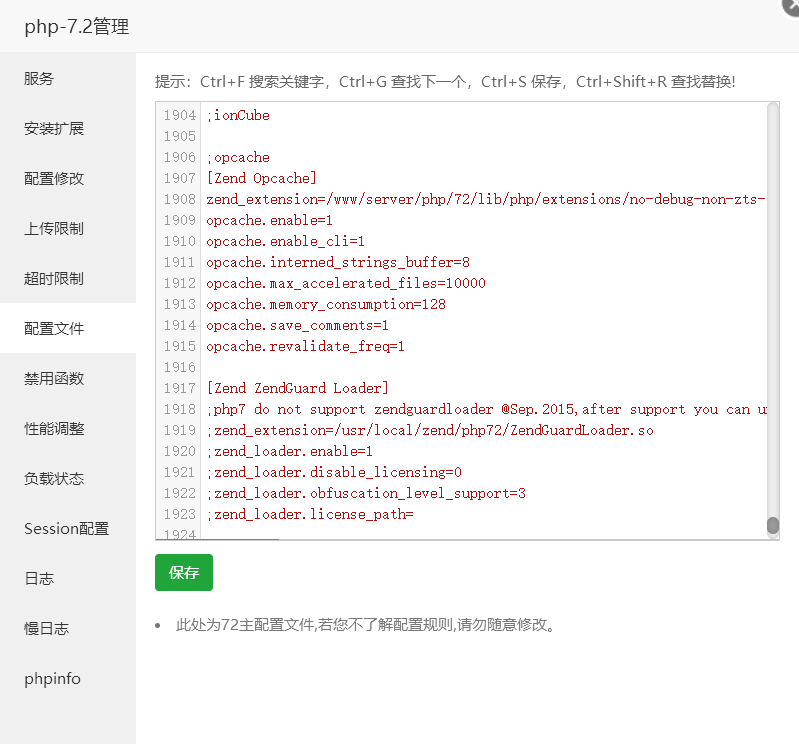 php-7.2管理
服务
安装扩展
配置修改
上传限制
超时限制
配置文件
禁用函数
性能调整
负载状态
Session配置
日志
慢日志
phpinfo
提示：Ctrl+F 搜索关键字，Ctrl+G 查找下一个，Ctrl+S 保存，Ctrl+Shift+R 查找替换!
1904 ;ionCube
1905
1906 ;opcache
1907 [Zend Opcache]
1908 zend_extension=/www/server/php/72/lib/php/extensions/no-debug-non-zts-
1909 opcache.enable=1
1910 opcache.enable_cli=1
1911 opcache.interned_strings_buffer=8
1912 opcache.max_accelerated_files=10000
1913 opcache.memory_consumption=128
1914 opcache.save_comments=1
1915 opcache.revalidate_freq=1
1916
1917 [Zend ZendGuard Loader]
1918 ;php7 do not support zendguardloader @Sep.2015,after support you can u
1919 ;zend_extension=/usr/local/zend/php72/ZendGuardLoader.so
1920 ;zend_loader.enable=1
1921 ;zend_loader.disable_licensing=0
1922 ;zend_loader.obfuscation_level_support=3
1923 ;zend_loader.license_path=
1924
保存
• 此处为72主配置文件,若您不了解配置规则,请勿随意修改。